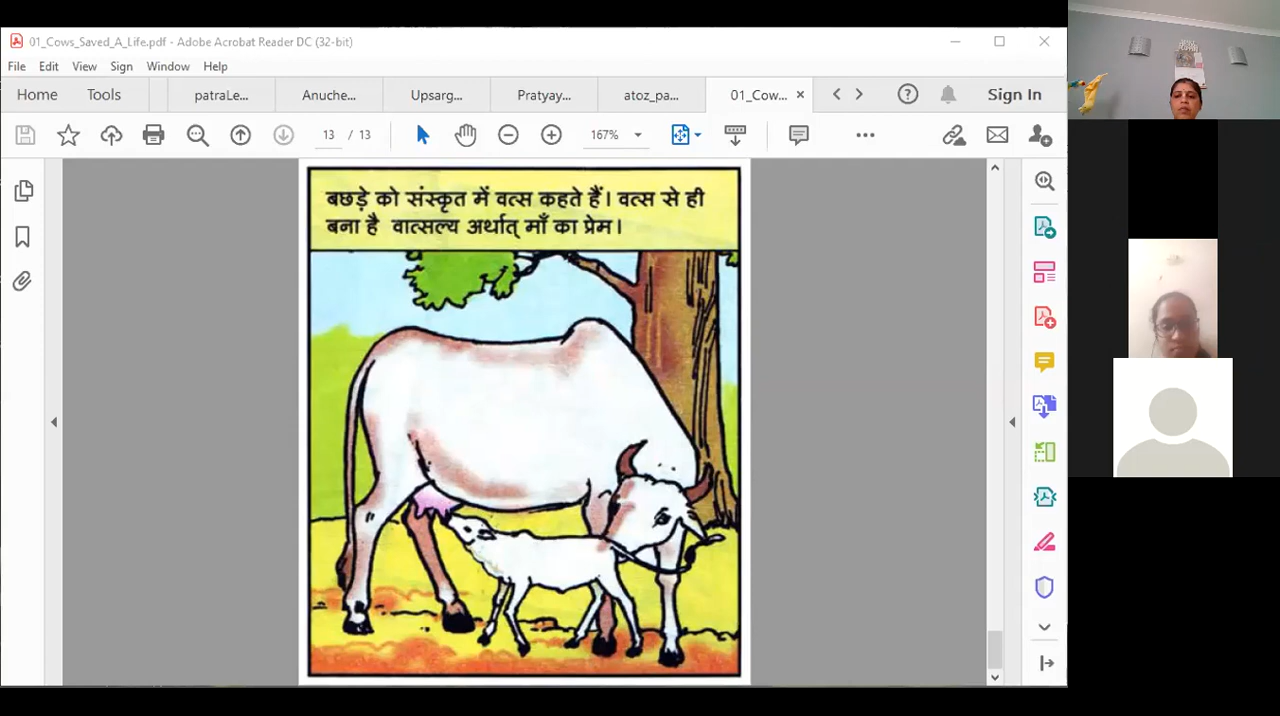 01_Cows_Saved_A_Life.pdf - Adobe Acrobat Reader DC (32-bit)
File Edit View Sign Window Help
Home Tools patraLe... Anuche... Upsarg... Pratyay... atoz_pa... 01_Cow... Sign In
13 / 13 167%
बछड़े को संस्कृत में वत्स कहते हैं। वत्स से ही
बना है वात्सल्य अर्थात् माँ का प्रेम।